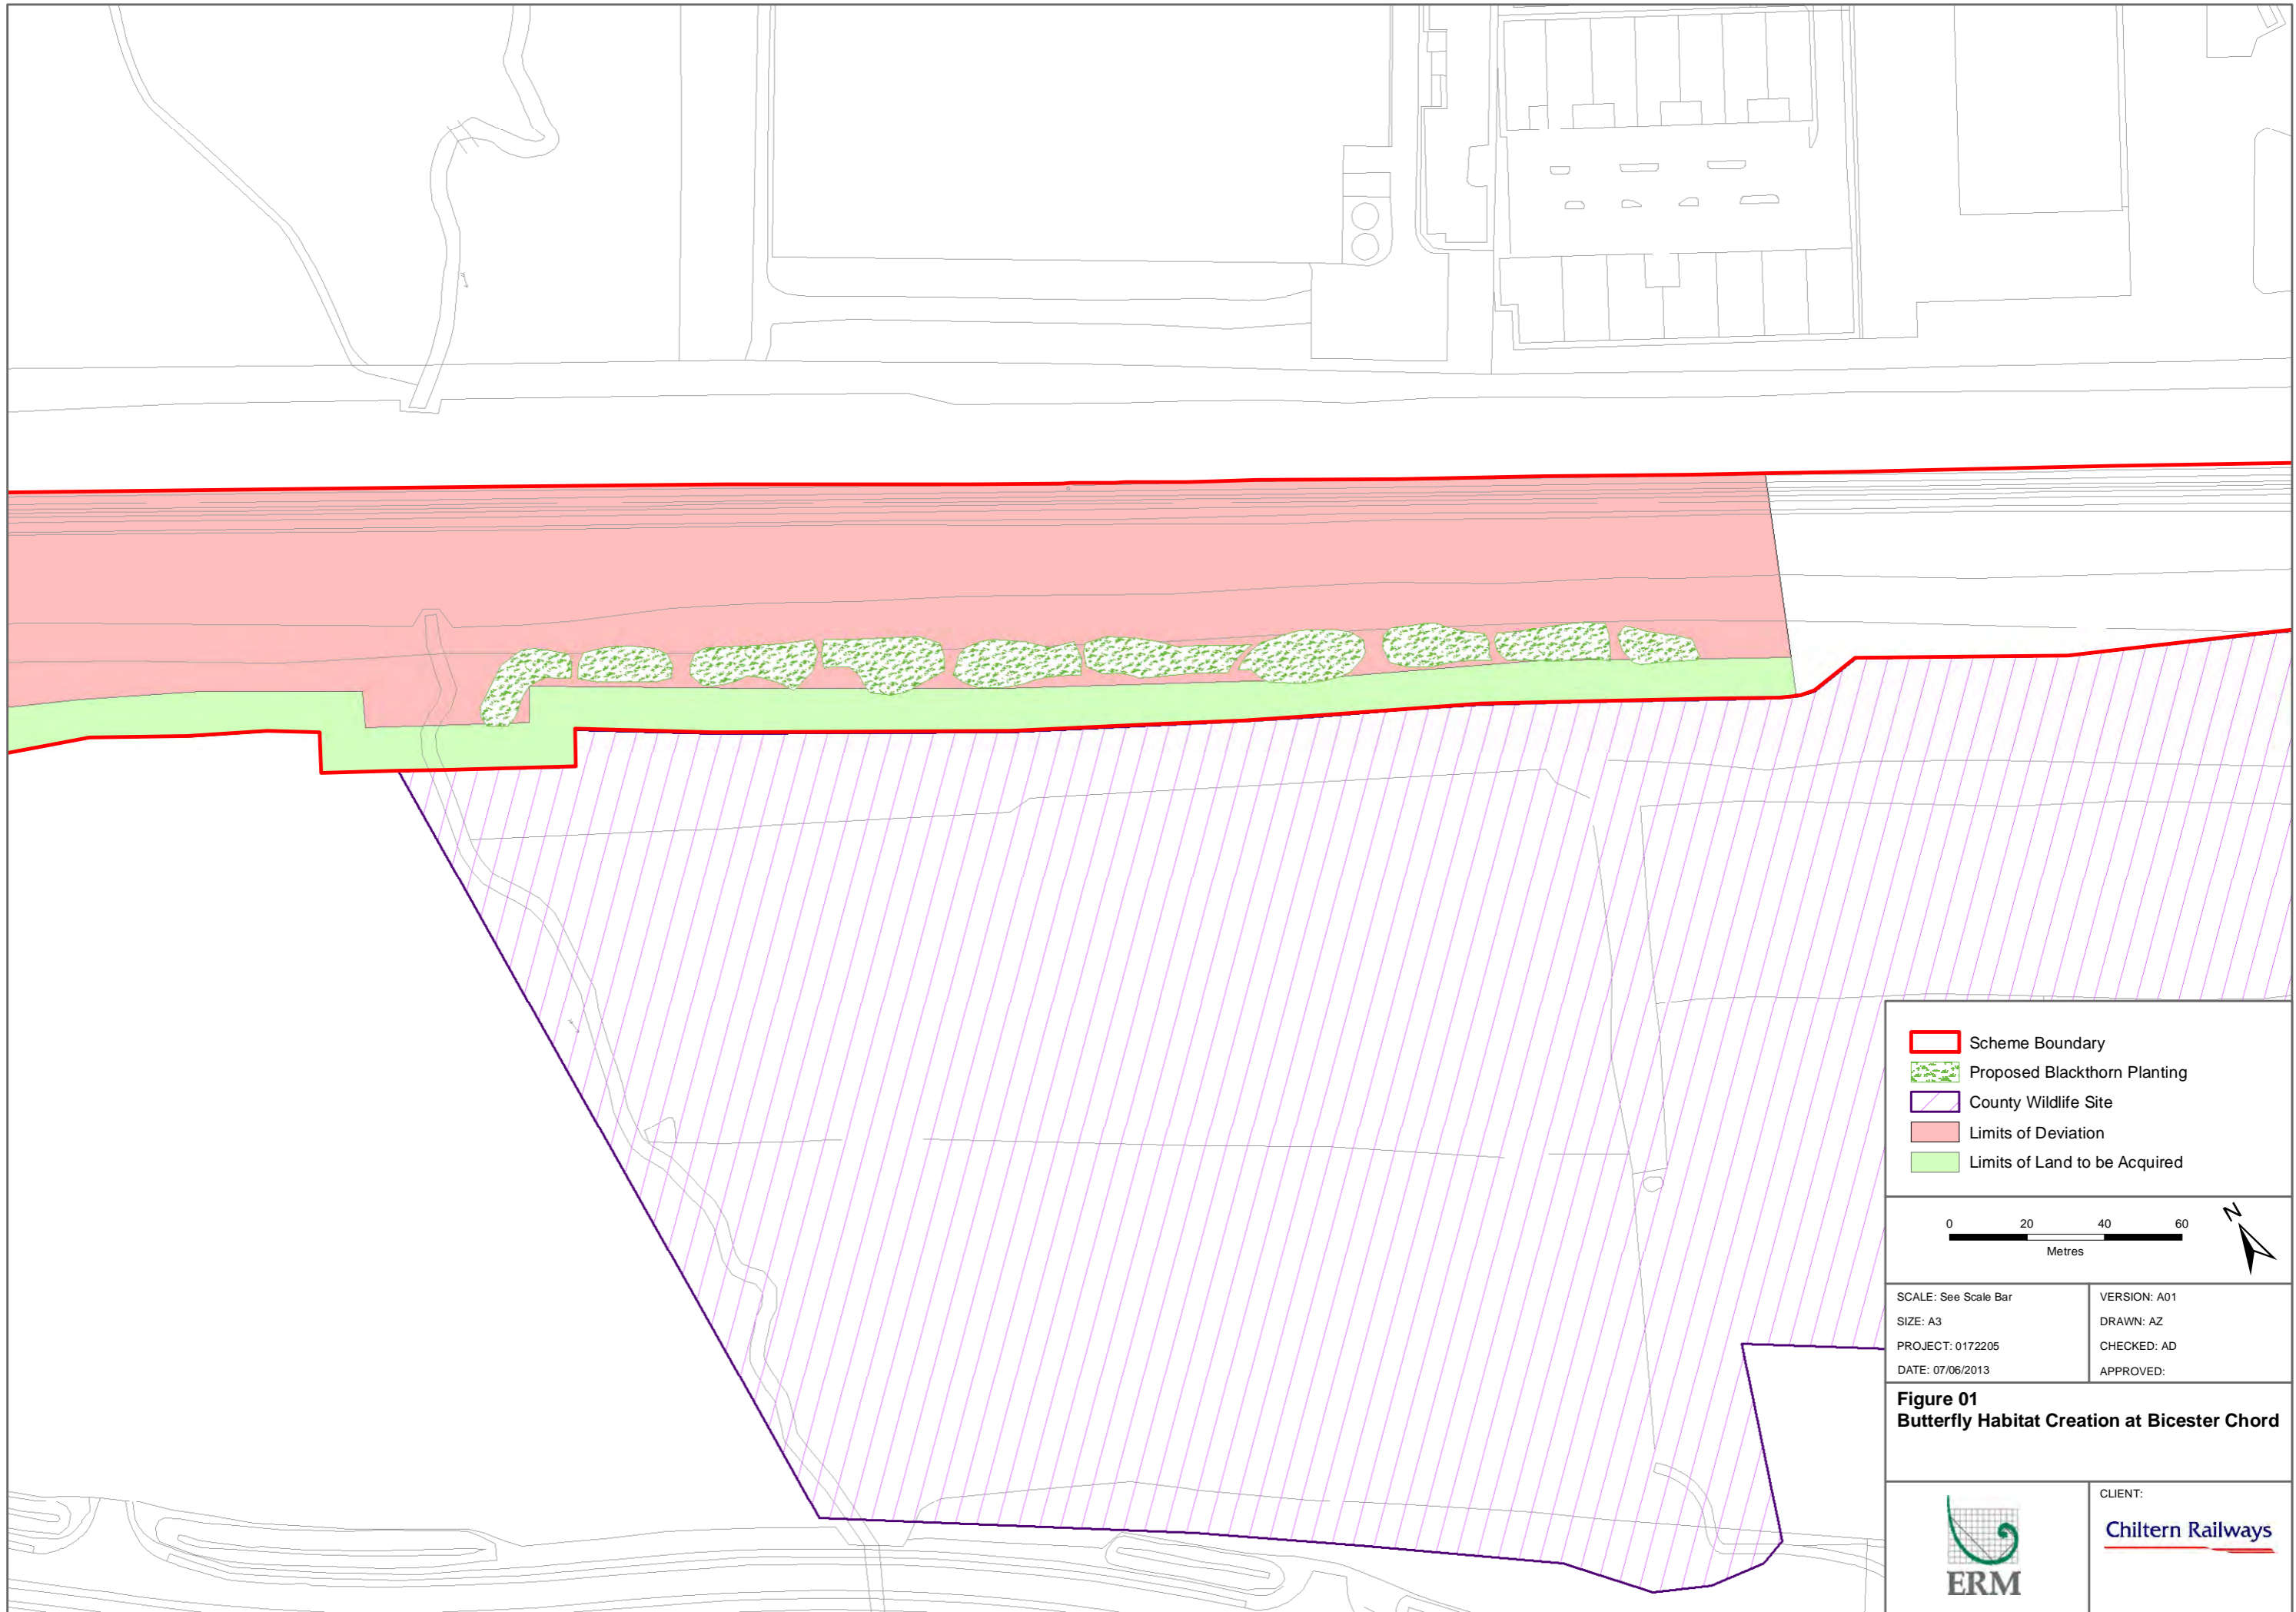 Scheme Boundary
Proposed Blackthorn Planting
County Wildlife Site
Limits of Deviation
Limits of Land to be Acquired
0 20 40 60
Metres
N
SCALE: See Scale Bar
SIZE: A3
PROJECT: 0172205
DATE: 07/06/2013
VERSION: A01
DRAWN: AZ
CHECKED: AD
APPROVED:
Figure 01
Butterfly Habitat Creation at Bicester Chord
ERM
CLIENT:
Chiltern Railways